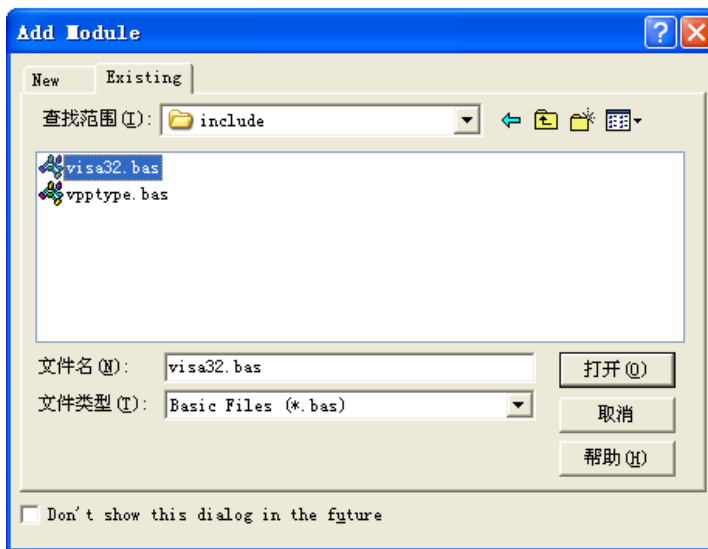 Add Module
New Existing
查找范围(I): include
visa32.bas
vpptype.bas
文件名(N): visa32.bas 打开(O)
文件类型(T): Basic Files (*.bas) 取消
帮助(H)
Don't show this dialog in the future